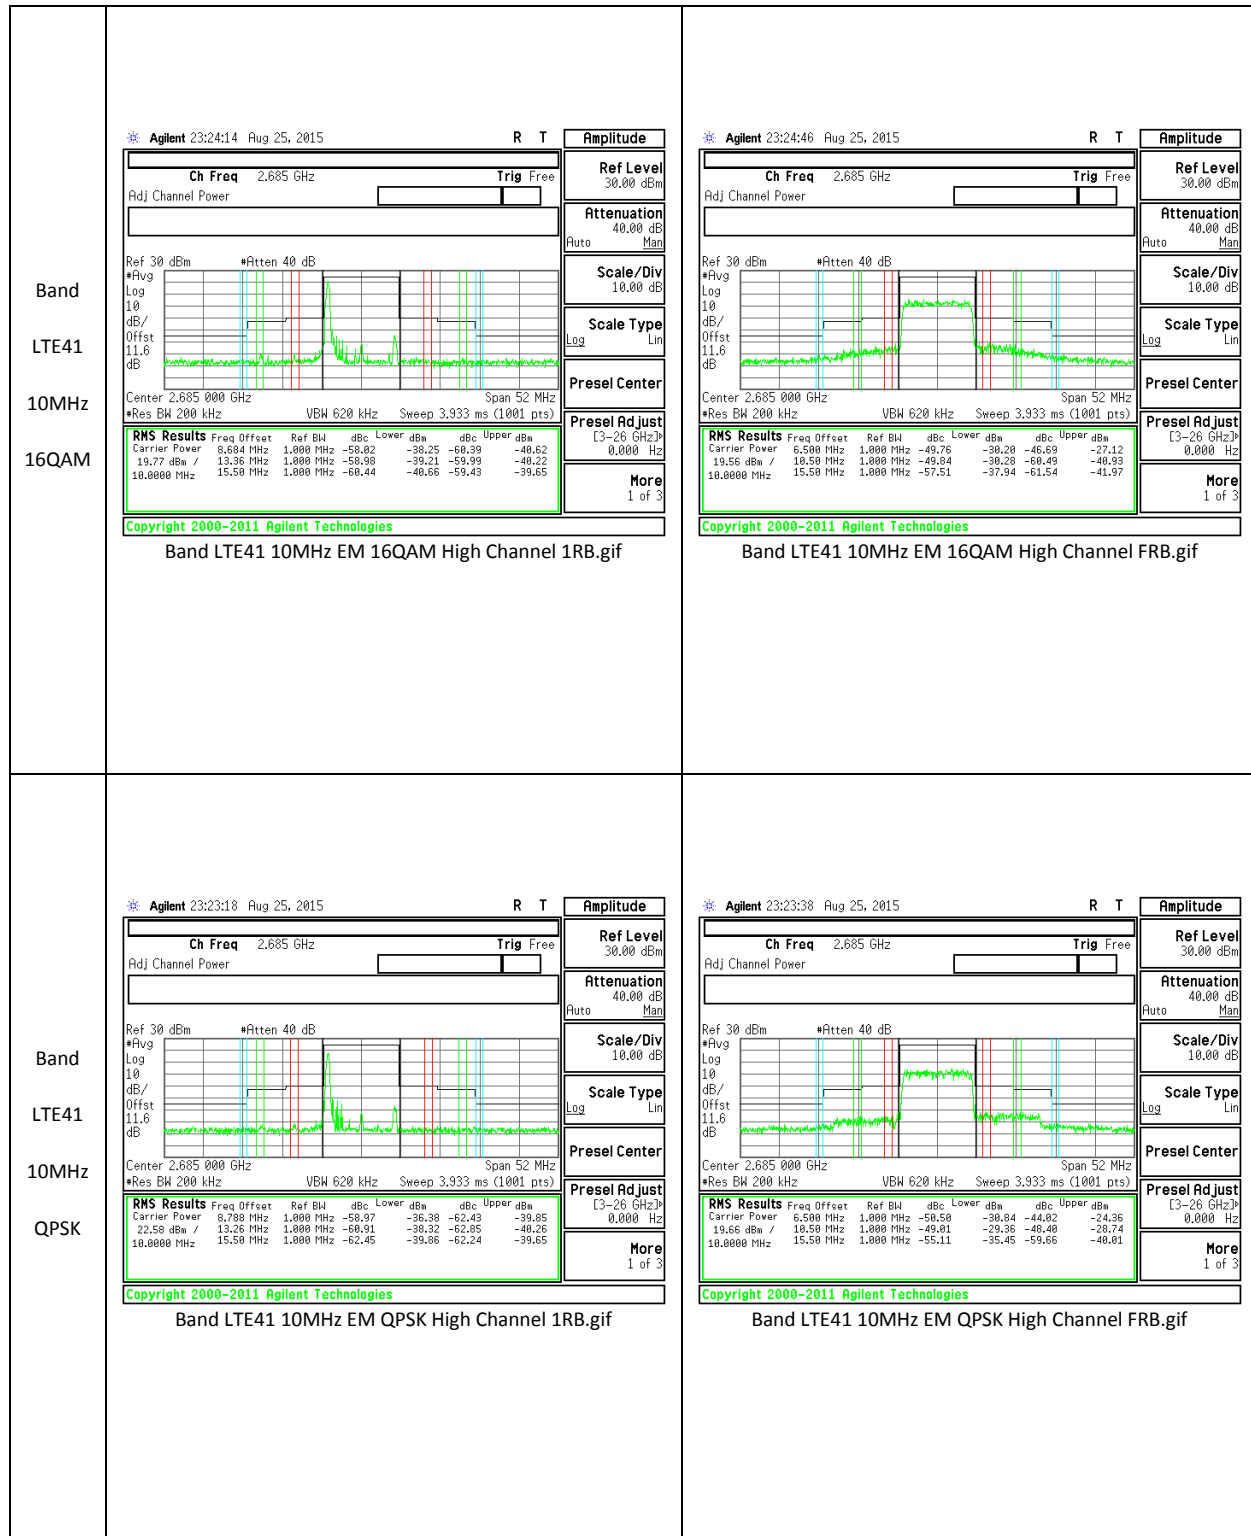 Band
LTE41
10MHz
16QAM
Agilent 23:24:14 Aug 25, 2015 R T
Amplitude
Ch Freq 2.685 GHz Trig Free
Ref Level
30.00 dBm
Adj Channel Power
Attenuation
40.00 dB
Auto Man
Ref 30 dBm #Atten 40 dB
#Avg
Log
10
dB/
Offst
11.6
dB
Scale/Div
10.00 dB
Scale Type
Log Lin
Presel Center
Center 2.685 000 GHz Span 52 MHz
#Res BW 200 kHz VBW 620 kHz Sweep 3.933 ms (1001 pts)
Presel Adjust
[3-26 GHz]
0.000 Hz
RMS Results Freq Offset Ref BW dBc Lower dBm dBc Upper dBm
Carrier Power 8.684 MHz 1.000 MHz -58.02 -38.25 -60.39 -40.62
19.77 dBm / 13.36 MHz 1.000 MHz -58.98 -39.21 -59.99 -40.22
10.0000 MHz 15.50 MHz 1.000 MHz -60.44 -40.66 -59.43 -39.65
More
1 of 3
Copyright 2000-2011 Agilent Technologies
Band LTE41 10MHz EM 16QAM High Channel 1RB.gif
Agilent 23:24:46 Aug 25, 2015 R T
Amplitude
Ch Freq 2.685 GHz Trig Free
Ref Level
30.00 dBm
Adj Channel Power
Attenuation
40.00 dB
Auto Man
Ref 30 dBm #Atten 40 dB
#Avg
Log
10
dB/
Offst
11.6
dB
Scale/Div
10.00 dB
Scale Type
Log Lin
Presel Center
Center 2.685 000 GHz Span 52 MHz
#Res BW 200 kHz VBW 620 kHz Sweep 3.933 ms (1001 pts)
Presel Adjust
[3-26 GHz]
0.000 Hz
RMS Results Freq Offset Ref BW dBc Lower dBm dBc Upper dBm
Carrier Power 6.500 MHz 1.000 MHz -49.76 -30.20 -46.69 -27.12
19.56 dBm / 10.50 MHz 1.000 MHz -49.84 -30.28 -60.49 -40.93
10.0000 MHz 15.50 MHz 1.000 MHz -57.51 -37.94 -61.54 -41.97
More
1 of 3
Copyright 2000-2011 Agilent Technologies
Band LTE41 10MHz EM 16QAM High Channel FRB.gif
Band
LTE41
10MHz
QPSK
Agilent 23:23:18 Aug 25, 2015 R T
Amplitude
Ch Freq 2.685 GHz Trig Free
Ref Level
30.00 dBm
Adj Channel Power
Attenuation
40.00 dB
Auto Man
Ref 30 dBm #Atten 40 dB
#Avg
Log
10
dB/
Offst
11.6
dB
Scale/Div
10.00 dB
Scale Type
Log Lin
Presel Center
Center 2.685 000 GHz Span 52 MHz
#Res BW 200 kHz VBW 620 kHz Sweep 3.933 ms (1001 pts)
Presel Adjust
[3-26 GHz]
0.000 Hz
RMS Results Freq Offset Ref BW dBc Lower dBm dBc Upper dBm
Carrier Power 8.788 MHz 1.000 MHz -58.97 -36.38 -62.43 -39.85
22.58 dBm / 13.26 MHz 1.000 MHz -60.91 -38.32 -62.85 -40.26
10.0000 MHz 15.50 MHz 1.000 MHz -62.45 -39.86 -62.24 -39.65
More
1 of 3
Copyright 2000-2011 Agilent Technologies
Band LTE41 10MHz EM QPSK High Channel 1RB.gif
Agilent 23:23:38 Aug 25, 2015 R T
Amplitude
Ch Freq 2.685 GHz Trig Free
Ref Level
30.00 dBm
Adj Channel Power
Attenuation
40.00 dB
Auto Man
Ref 30 dBm #Atten 40 dB
#Avg
Log
10
dB/
Offst
11.6
dB
Scale/Div
10.00 dB
Scale Type
Log Lin
Presel Center
Center 2.685 000 GHz Span 52 MHz
#Res BW 200 kHz VBW 620 kHz Sweep 3.933 ms (1001 pts)
Presel Adjust
[3-26 GHz]
0.000 Hz
RMS Results Freq Offset Ref BW dBc Lower dBm dBc Upper dBm
Carrier Power 6.500 MHz 1.000 MHz -50.50 -30.84 -44.02 -24.36
19.66 dBm / 10.50 MHz 1.000 MHz -49.01 -29.36 -48.40 -28.74
10.0000 MHz 15.50 MHz 1.000 MHz -55.11 -35.45 -59.66 -40.01
More
1 of 3
Copyright 2000-2011 Agilent Technologies
Band LTE41 10MHz EM QPSK High Channel FRB.gif